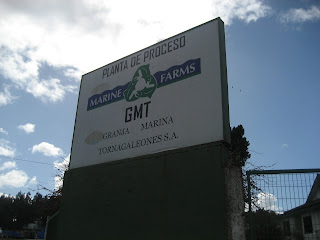 PLANTA DE PROCESO
MARINE FARMS
GMT
GRANJA MARINA
TORNAGALEONES S.A.